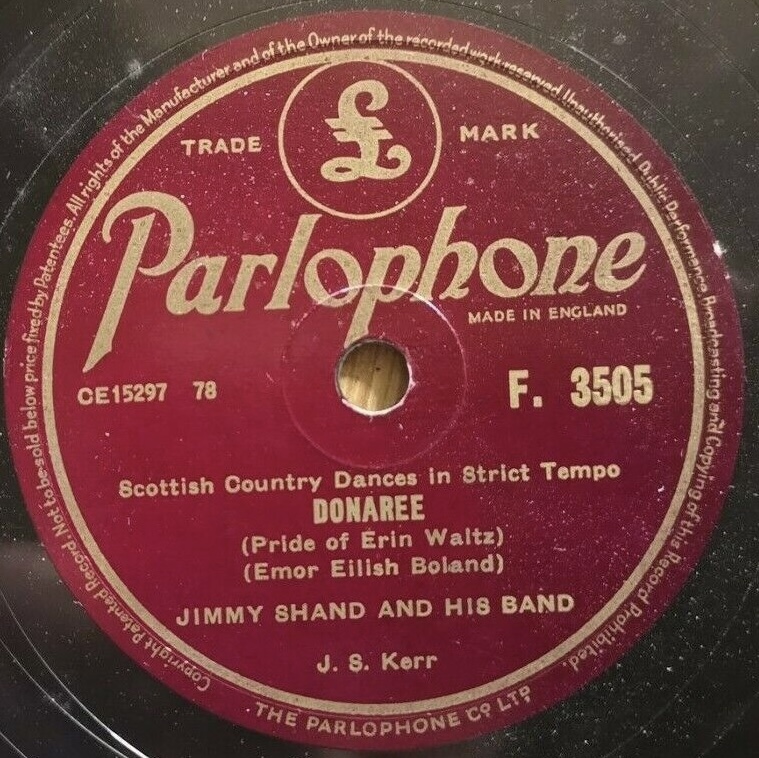 Copyright Patented Record Not to be sold below price fixed by Patentees. All rights of the Manufacturer and of the Owner of the recorded work reserved. Unauthorised Public Performance Broadcasting and Copying of this Record Prohibited.
TRADE £ MARK
Parlophone
MADE IN ENGLAND
CE15297 78 F. 3505
Scottish Country Dances in Strict Tempo
DONAREE
(Pride of Erin Waltz)
(Emor Eilish Boland)
JIMMY SHAND AND HIS BAND
J. S. Kerr
THE PARLOPHONE Cº LTD